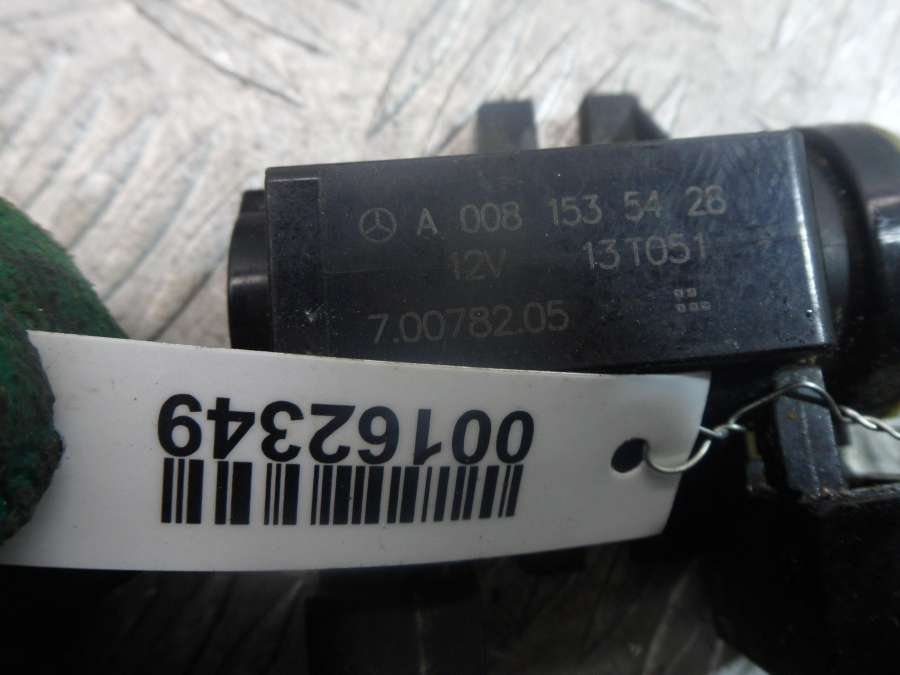 A 008 153 54 28
12V 13T051
7.00782.05
00162349